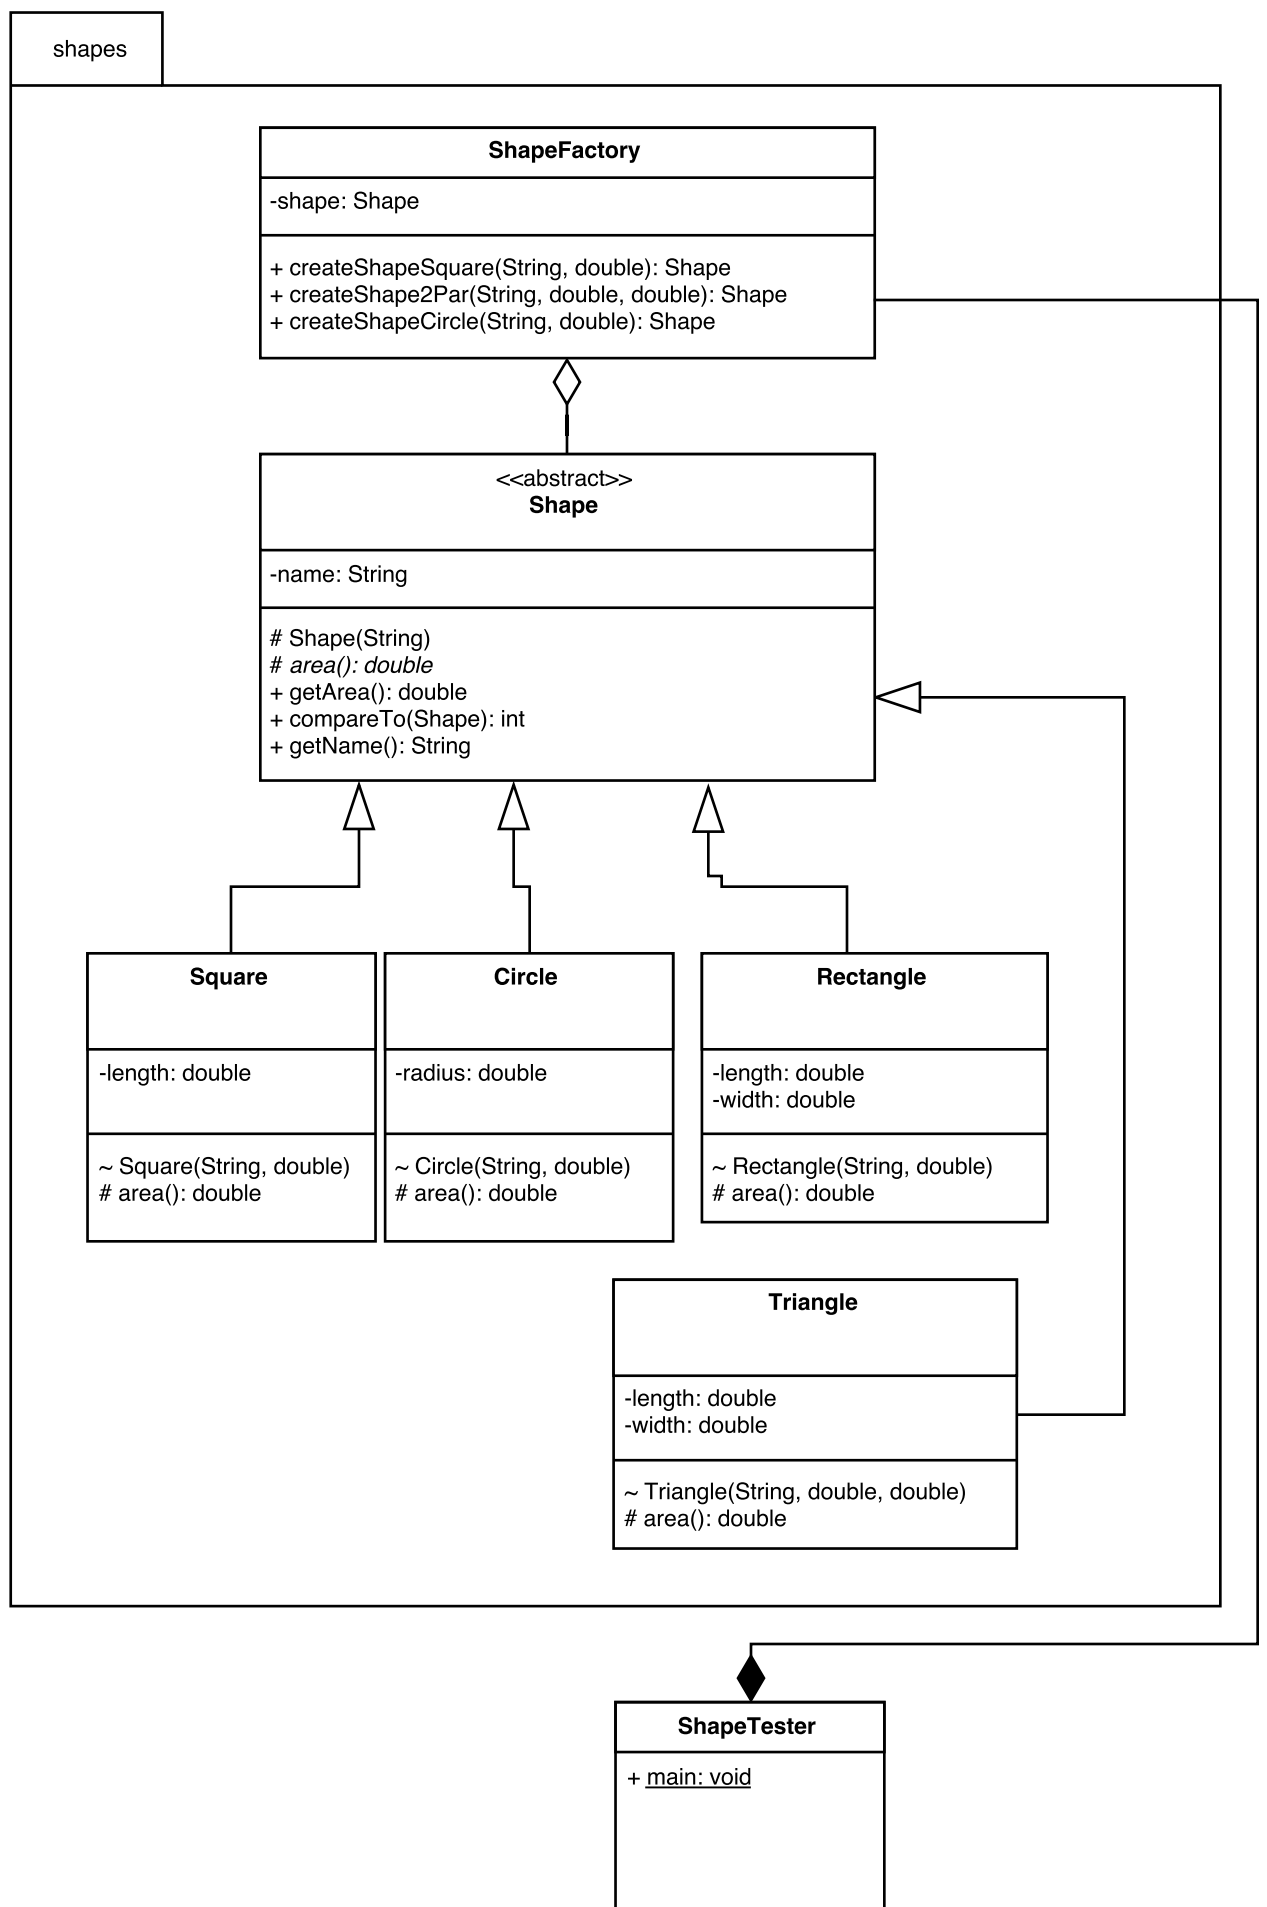 shapes
ShapeFactory
-shape: Shape
+ createShapeSquare(String, double): Shape
+ createShape2Par(String, double, double): Shape
+ createShapeCircle(String, double): Shape
<<abstract>>
Shape
-name: String
# Shape(String)
# area(): double
+ getArea(): double
+ compareTo(Shape): int
+ getName(): String
Square
-length: double
~ Square(String, double)
# area(): double
Circle
-radius: double
~ Circle(String, double)
# area(): double
Rectangle
-length: double
-width: double
~ Rectangle(String, double)
# area(): double
Triangle
-length: double
-width: double
~ Triangle(String, double, double)
# area(): double
ShapeTester
+ main: void